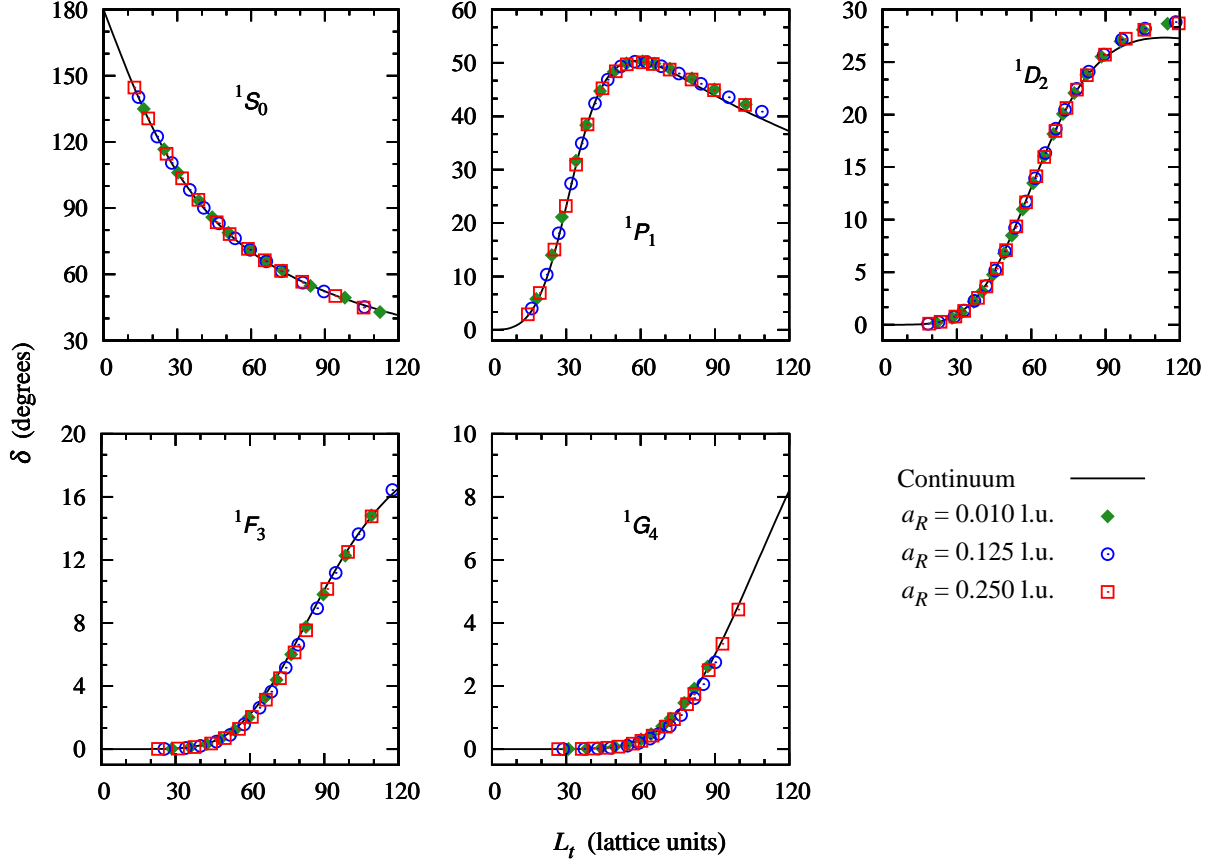 180
150
120
90
60
30
0 30 60 90 120
¹S₀
60
50
40
30
20
10
0
0 30 60 90 120
¹P₁
30
25
20
15
10
5
0
0 30 60 90 120
¹D₂
δ (degrees)
20
16
12
8
4
0
0 30 60 90 120
¹F₃
10
8
6
4
2
0
0 30 60 90 120
¹G₄
Continuum
a_R = 0.010 l.u.
a_R = 0.125 l.u.
a_R = 0.250 l.u.
L_t (lattice units)